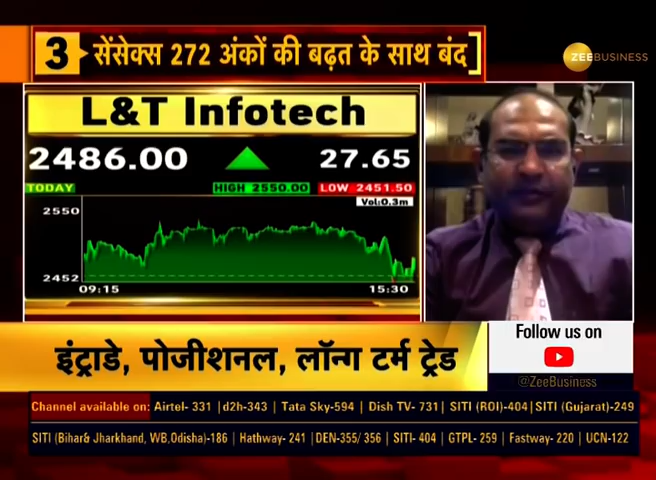 3 सेंसेक्स 272 अंकों की बढ़त के साथ बंद
ZEEBUSINESS
L&T Infotech
2486.00 27.65
TODAY HIGH 2550.00 LOW 2451.50
Vol:0.3m
2550
2452
09:15 15:30
इंट्राडे, पोजीशनल, लॉन्ग टर्म ट्रेड
Follow us on
@ZeeBusiness
Channel available on: Airtel- 331 |d2h-343 | Tata Sky-594 | Dish TV- 731| SITI (ROI)-404| SITI (Gujarat)-249
SITI (Bihar& Jharkhand, WB,Odisha)-186 | Hathway- 241 |DEN-355/ 356 | SITI- 404 | GTPL- 259 | Fastway- 220 | UCN-122